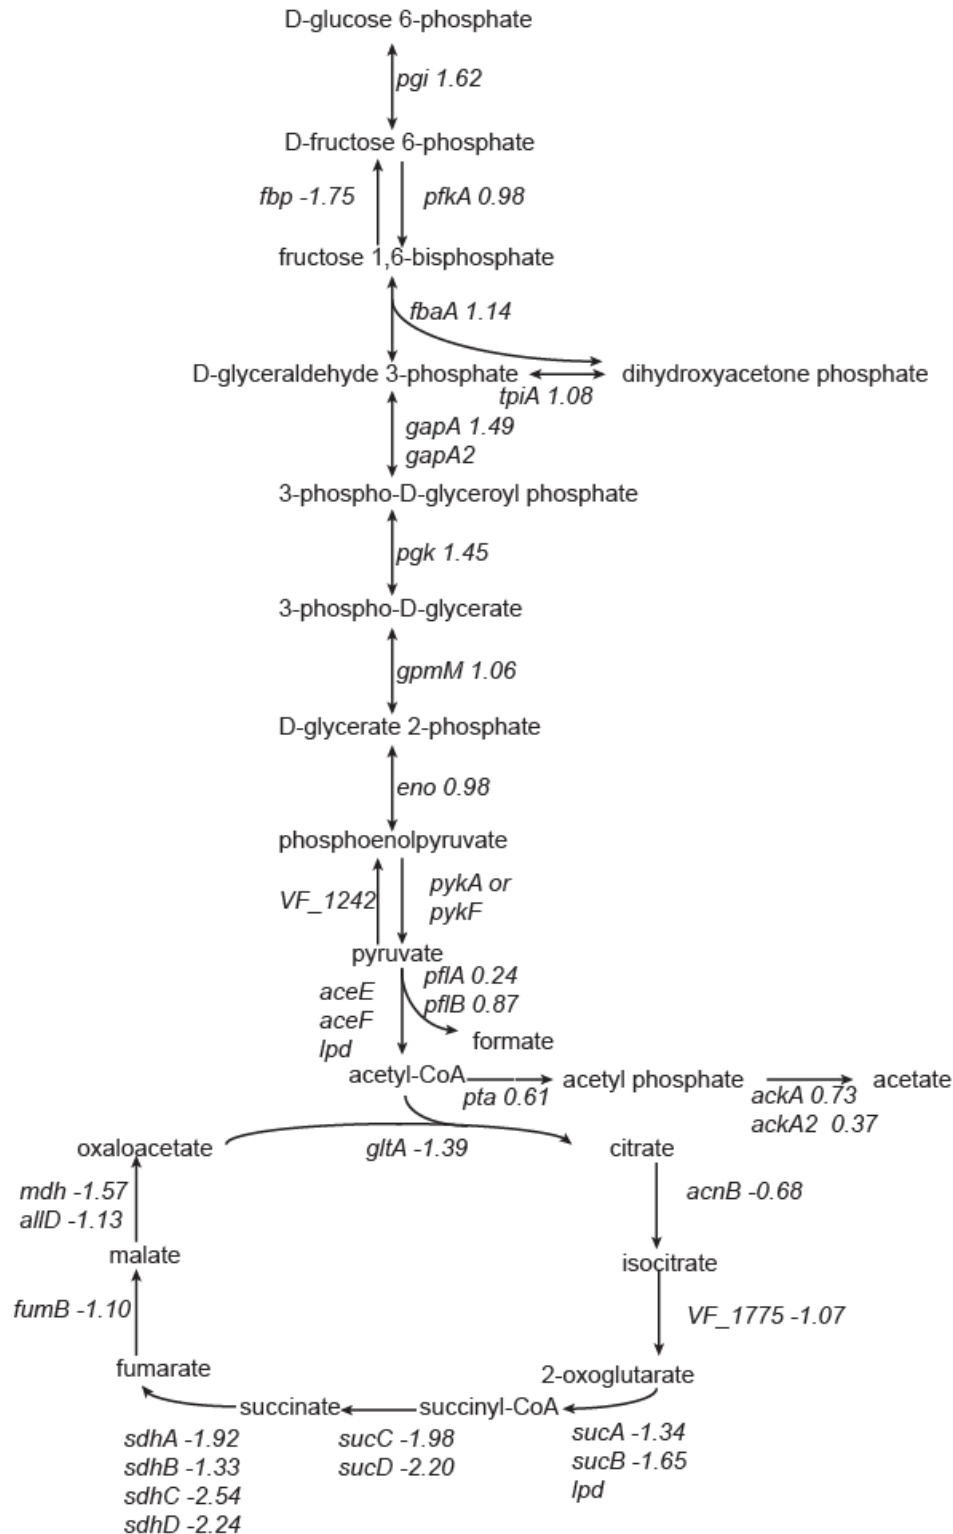 D-glucose 6-phosphate
pgi 1.62
D-fructose 6-phosphate
fbp -1.75
pfkA 0.98
fructose 1,6-bisphosphate
fbaA 1.14
D-glyceraldehyde 3-phosphate
dihydroxyacetone phosphate
tpiA 1.08
gapA 1.49
gapA2
3-phospho-D-glyceroyl phosphate
pgk 1.45
3-phospho-D-glycerate
gpmM 1.06
D-glycerate 2-phosphate
eno 0.98
phosphoenolpyruvate
VF_1242
pykA or
pykF
pyruvate
aceE
aceF
lpd
pflA 0.24
pflB 0.87
formate
acetyl-CoA
pta 0.61
acetyl phosphate
ackA 0.73
ackA2 0.37
acetate
oxaloacetate
gltA -1.39
citrate
mdh -1.57
allD -1.13
acnB -0.68
malate
isocitrate
fumB -1.10
VF_1775 -1.07
fumarate
2-oxoglutarate
succinate
succinyl-CoA
sdhA -1.92
sdhB -1.33
sdhC -2.54
sdhD -2.24
sucC -1.98
sucD -2.20
sucA -1.34
sucB -1.65
lpd